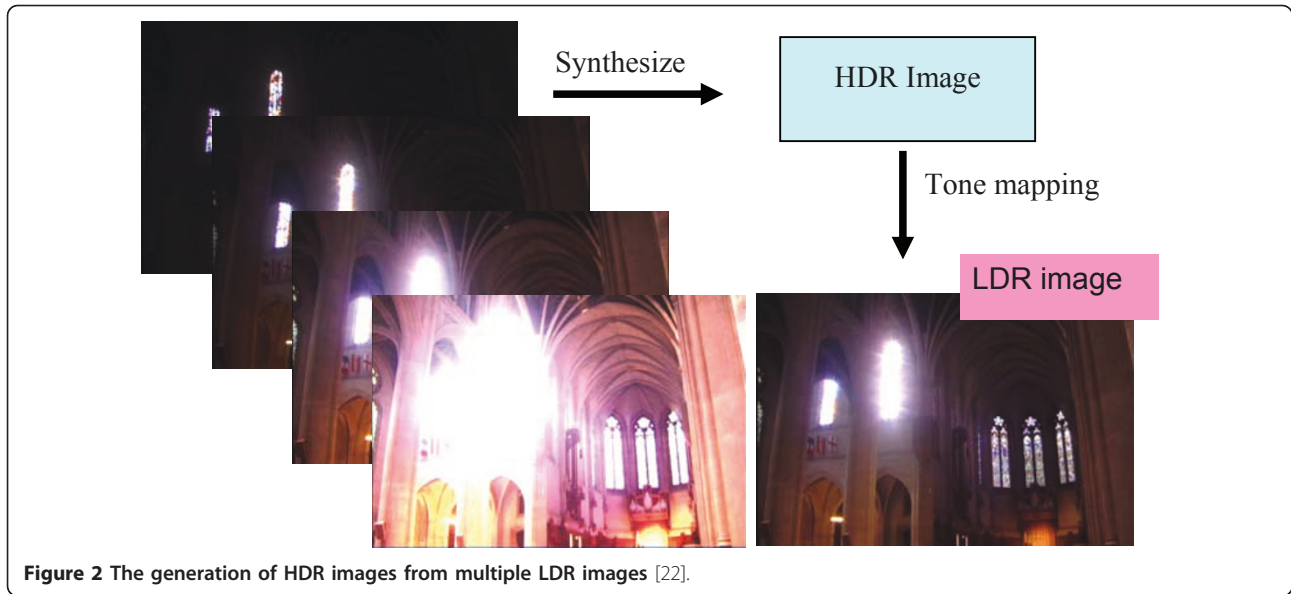 Synthesize
HDR Image
Tone mapping
LDR image
Figure 2 The generation of HDR images from multiple LDR images [22].